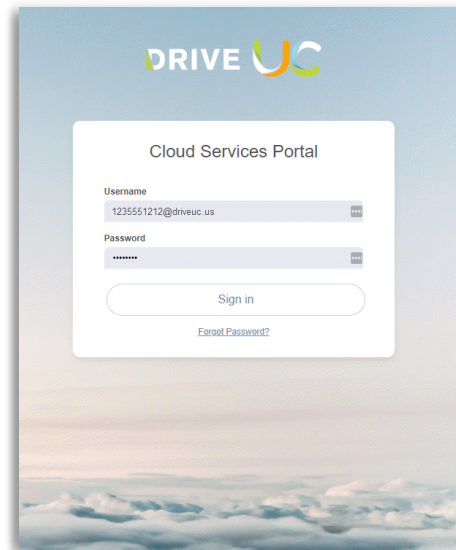 DRIVE UC
Cloud Services Portal
Username
1235551212@driveuc.us
Password
••••••••
Sign in
Forgot Password?